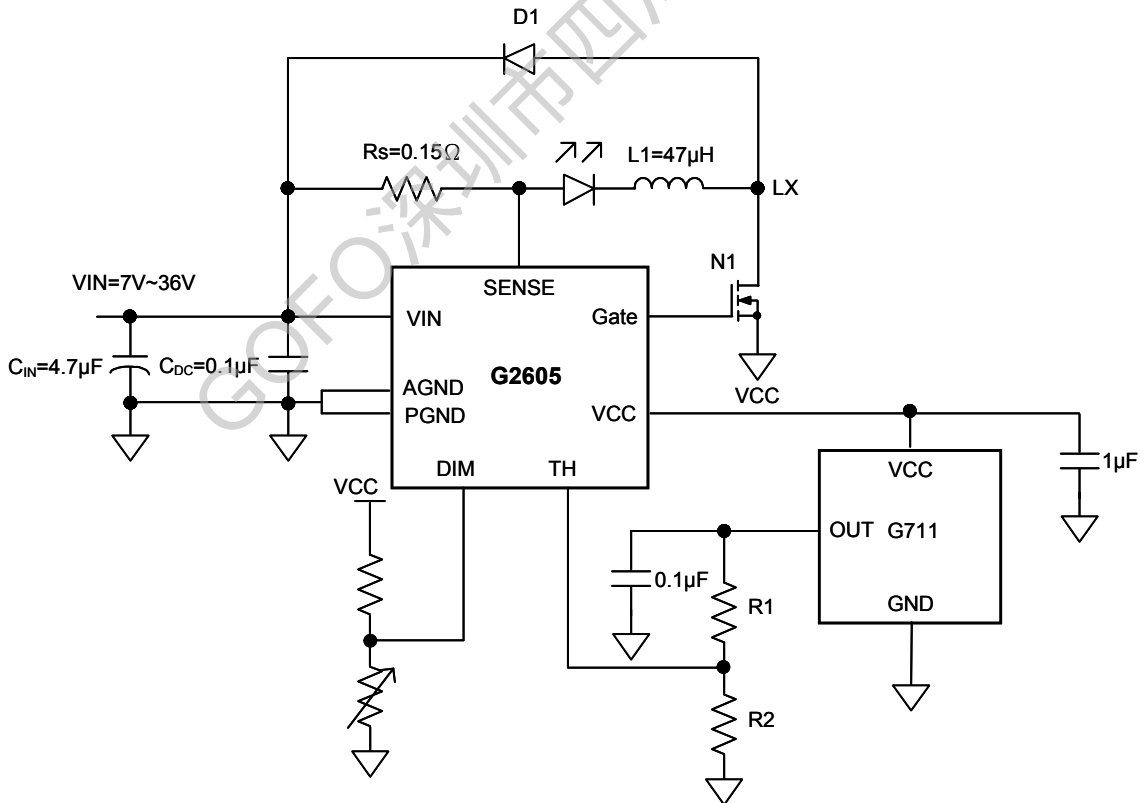 D1
Rs=0.15Ω
L1=47µH
LX
VIN=7V~36V
SENSE
N1
VIN
Gate
CIN=4.7µF
CDC=0.1µF
G2605
AGND
PGND
VCC
VCC
DIM
TH
VCC
VCC
1µF
OUT
G711
0.1µF
R1
GND
R2
GOFO深圳市四